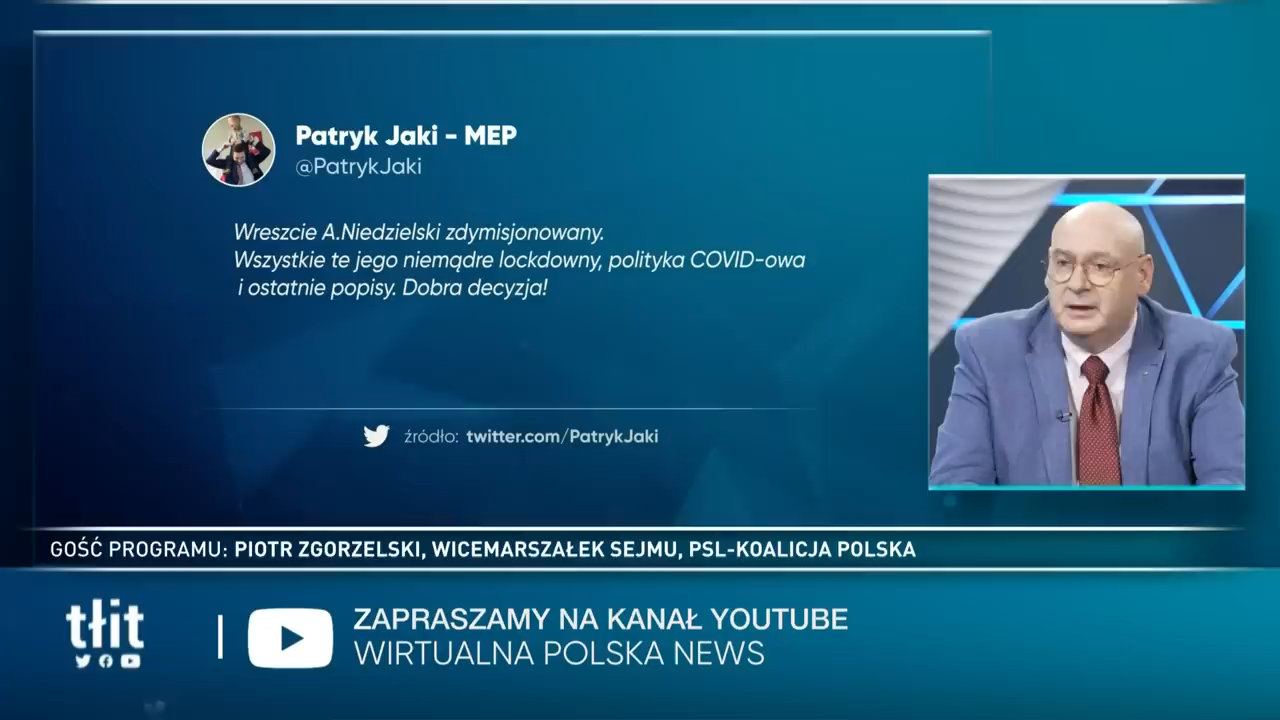 Patryk Jaki - MEP
@PatrykJaki
Wreszcie A.Niedzielski zdymisjonowany.
Wszystkie te jego niemądre lockdowny, polityka COVID-owa
i ostatnie popisy. Dobra decyzja!
źródło: twitter.com/PatrykJaki
GOŚĆ PROGRAMU: PIOTR ZGORZELSKI, WICEMARSZAŁEK SEJMU, PSL-KOALICJA POLSKA
tłit
ZAPRASZAMY NA KANAŁ YOUTUBE
WIRTUALNA POLSKA NEWS